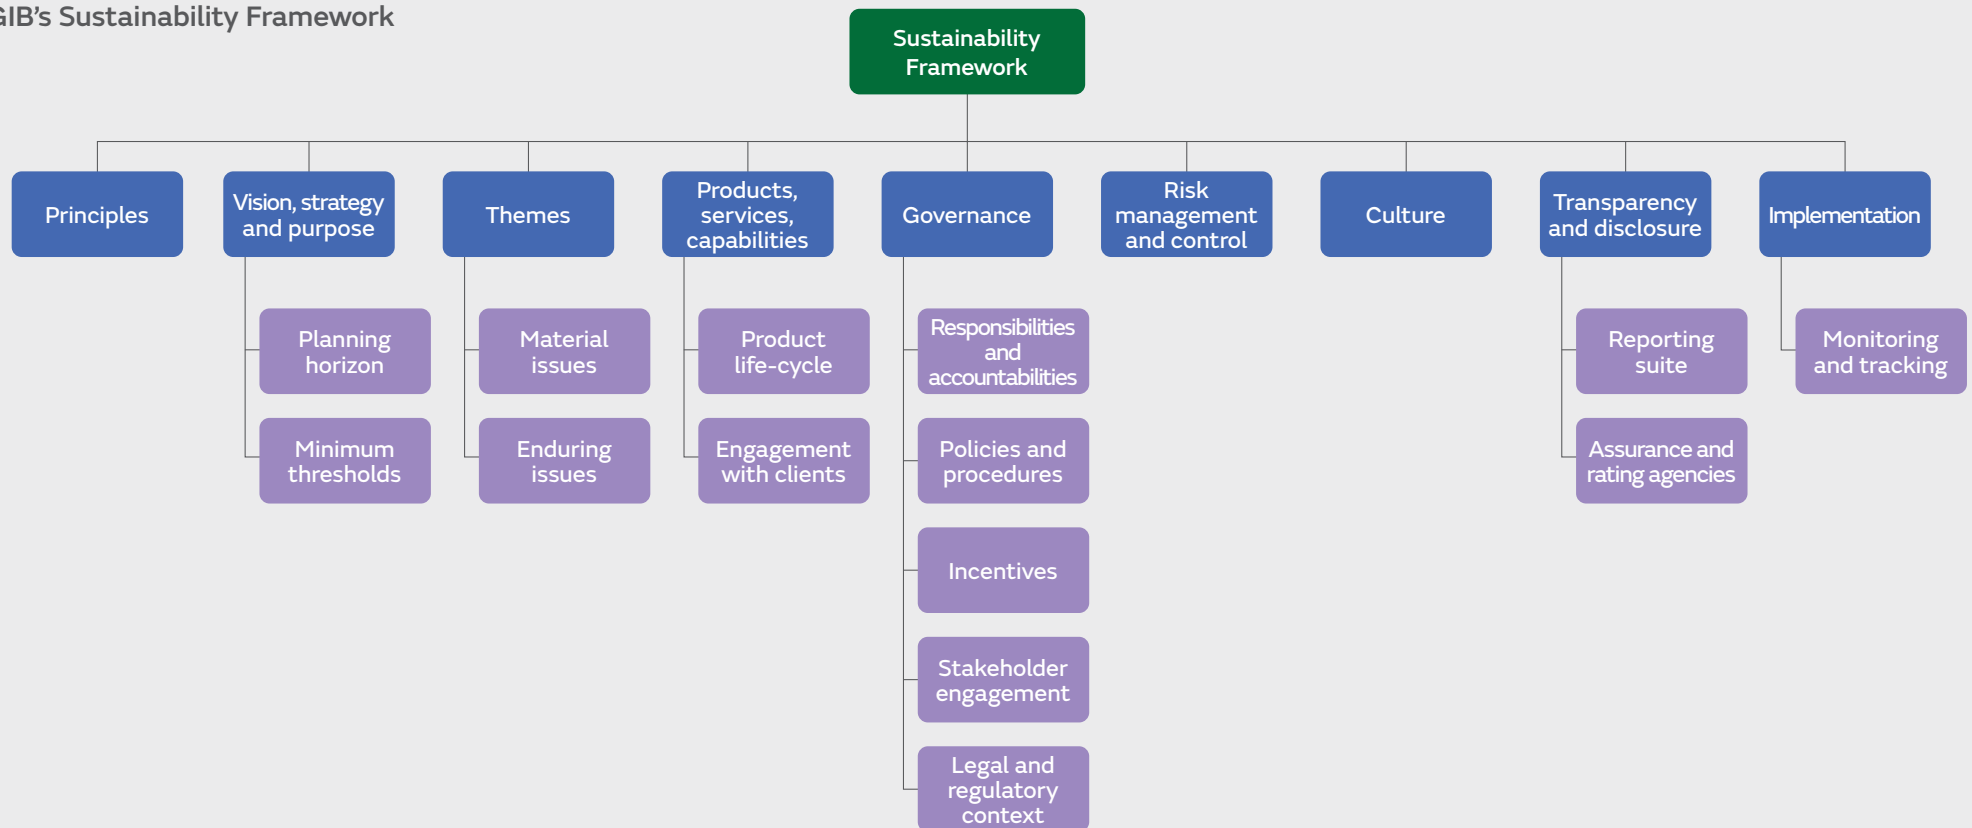 GIB's Sustainability Framework
Sustainability
Framework
Principles
Vision, strategy
and purpose
Themes
Products,
services,
capabilities
Governance
Risk
management
and control
Culture
Transparency
and disclosure
Implementation
Planning
horizon
Minimum
thresholds
Material
issues
Enduring
issues
Product
life-cycle
Engagement
with clients
Responsibilities
and
accountabilities
Policies and
procedures
Incentives
Stakeholder
engagement
Legal and
regulatory
context
Reporting
suite
Assurance and
rating agencies
Monitoring
and tracking